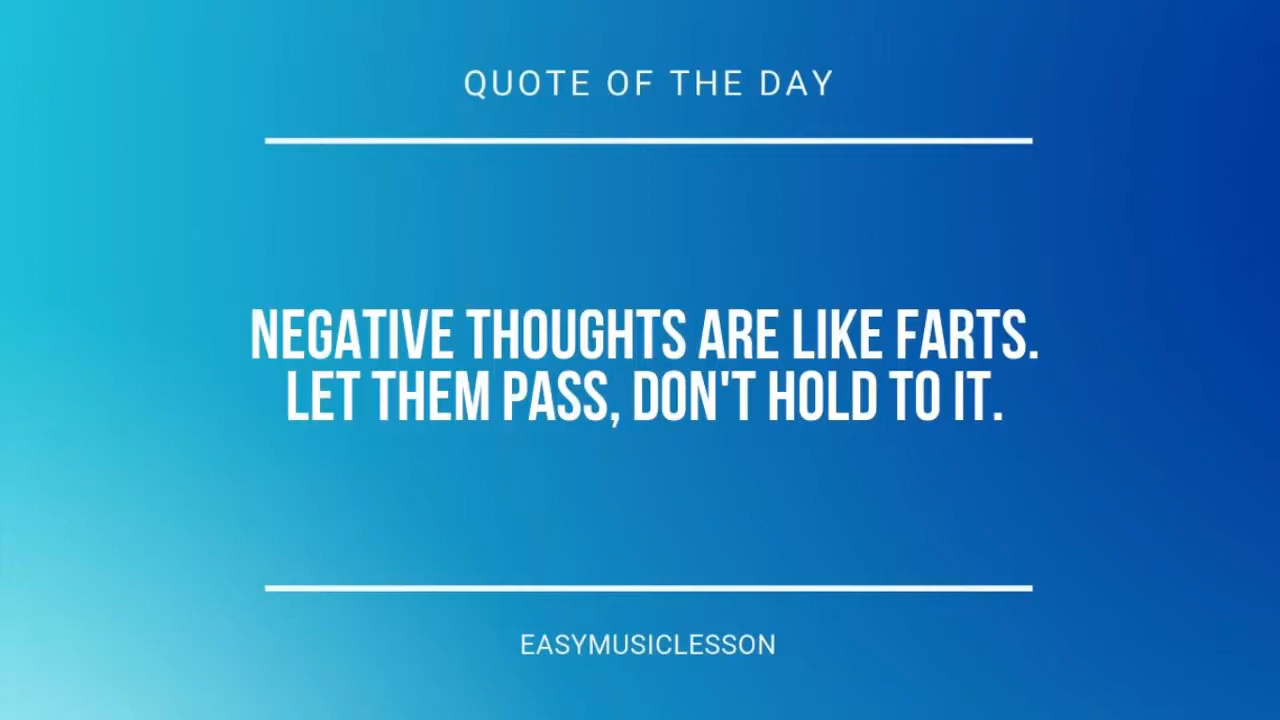 QUOTE OF THE DAY
NEGATIVE THOUGHTS ARE LIKE FARTS.
LET THEM PASS, DON'T HOLD TO IT.
EASYMUSICLESSON